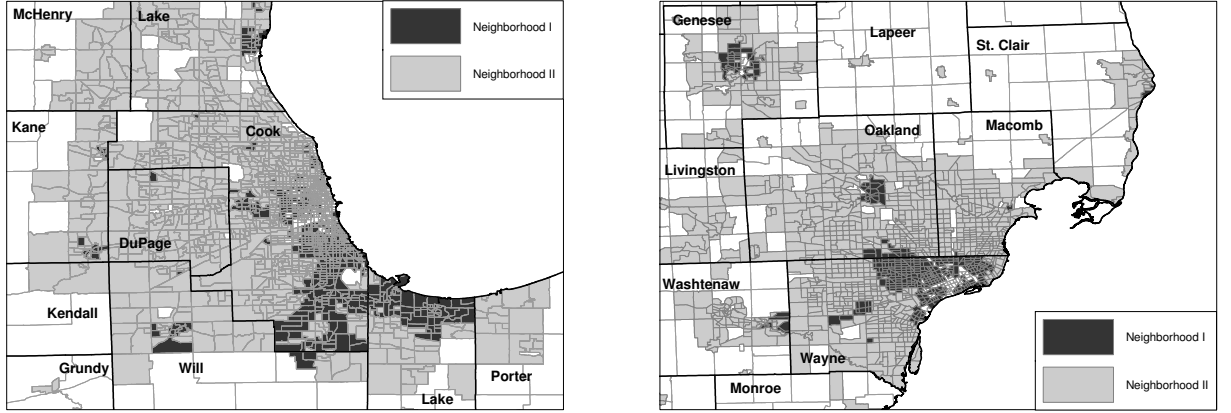 McHenry
Lake
Neighborhood I
Neighborhood II
Kane
Cook
DuPage
Kendall
Grundy
Will
Lake
Porter
Genesee
Lapeer
St. Clair
Oakland
Macomb
Livingston
Washtenaw
Wayne
Monroe
Neighborhood I
Neighborhood II